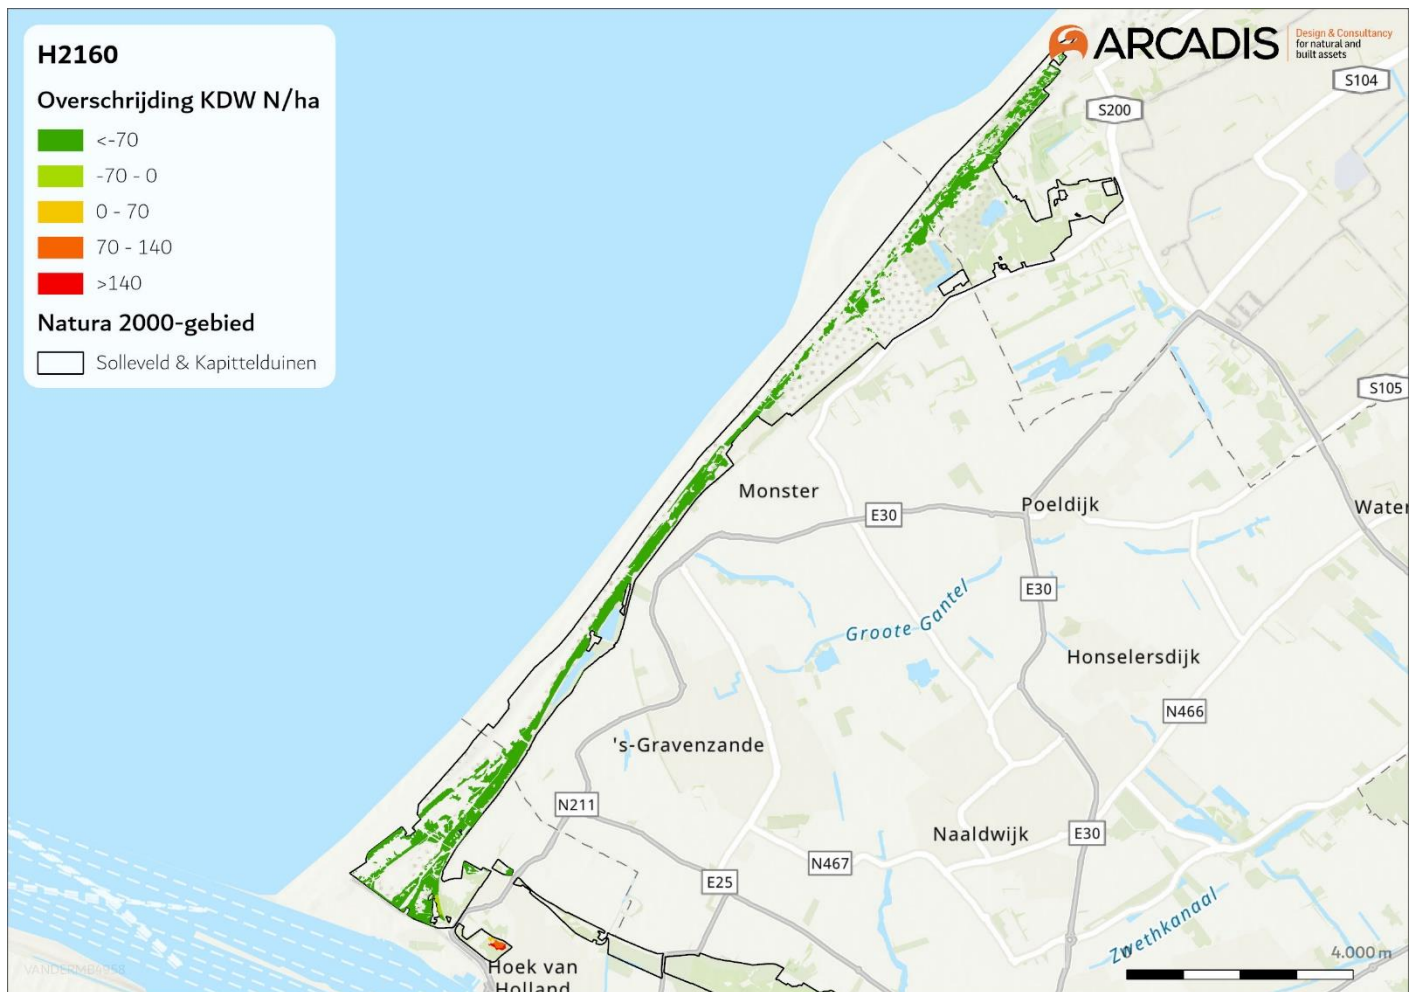 H2160
Overschrijding KDW N/ha
<-70
-70 - 0
0 - 70
70 - 140
>140
Natura 2000-gebied
Solleveld & Kapittelduinen
ARCADIS
Design & Consultancy
for natural and
built assets
S104
S200
S105
Monster
Poeldijk
Water
E30
E30
Groote Gantel
Honselersdijk
N466
's-Gravenzande
N211
Naaldwijk
E30
N467
E25
Zwethkanaal
4.000 m
Hoek van
Holland